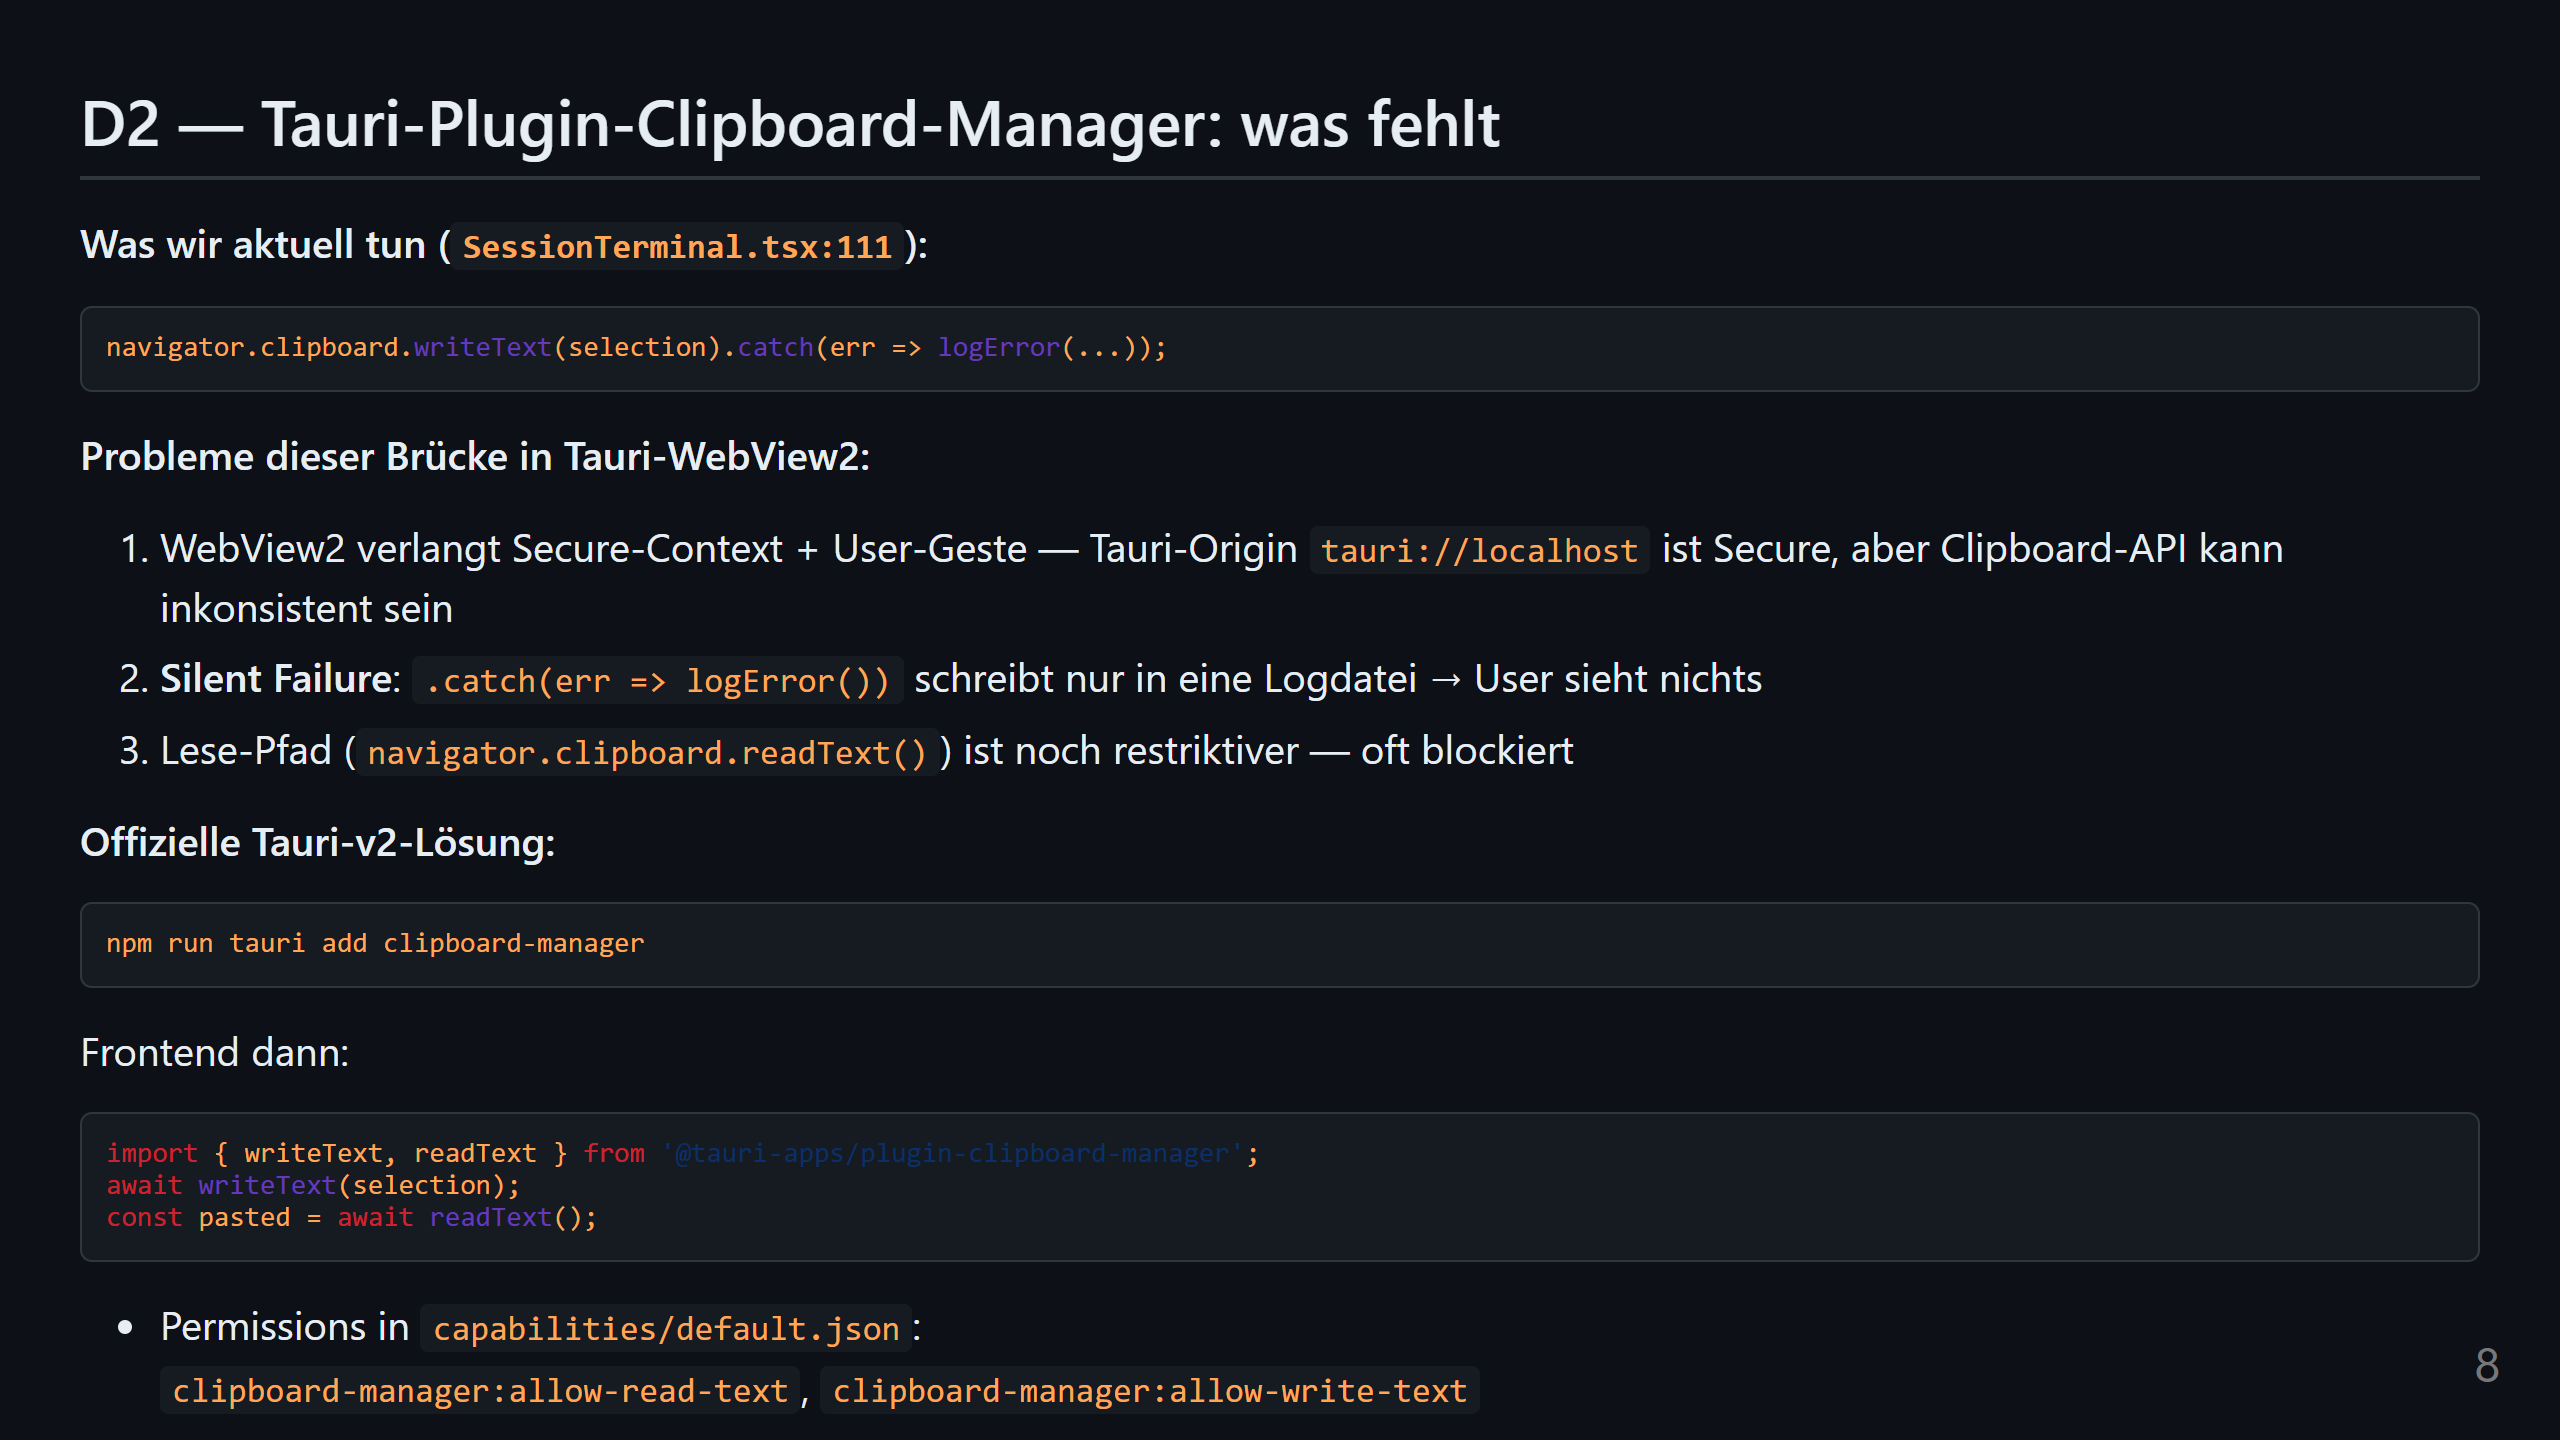 D2 — Tauri-Plugin-Clipboard-Manager: was fehlt
Was wir aktuell tun (SessionTerminal.tsx:111):
navigator.clipboard.writeText(selection).catch(err => logError(...));
Probleme dieser Brücke in Tauri-WebView2:
1. WebView2 verlangt Secure-Context + User-Geste — Tauri-Origin tauri://localhost ist Secure, aber Clipboard-API kann
inkonsistent sein
2. Silent Failure: .catch(err => logError()) schreibt nur in eine Logdatei → User sieht nichts
3. Lese-Pfad (navigator.clipboard.readText()) ist noch restriktiver — oft blockiert
Offizielle Tauri-v2-Lösung:
npm run tauri add clipboard-manager
Frontend dann:
import { writeText, readText } from '@tauri-apps/plugin-clipboard-manager';
await writeText(selection);
const pasted = await readText();
• Permissions in capabilities/default.json:
clipboard-manager:allow-read-text, clipboard-manager:allow-write-text
8